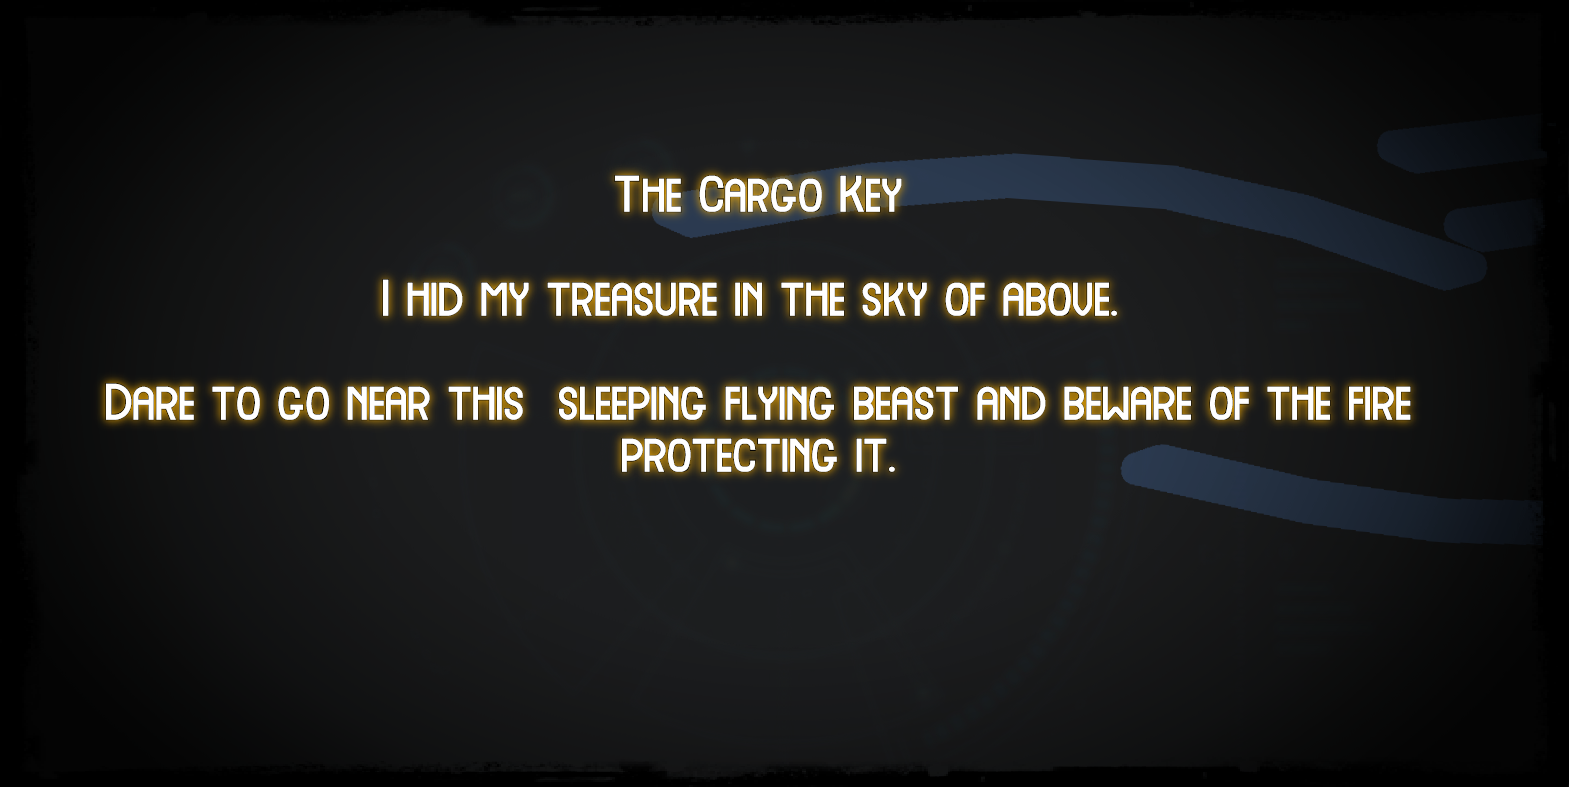 The Cargo Key
I hid my treasure in the sky of above.
Dare to go near this  sleeping flying beast and beware of the fire
protecting it.